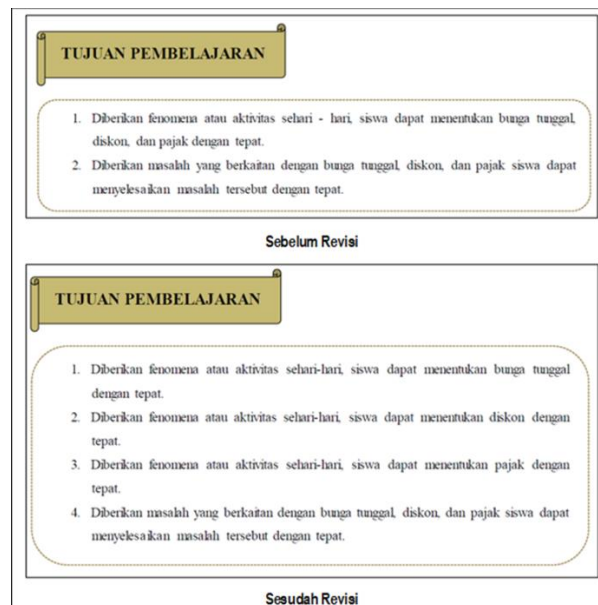 TUJUAN PEMBELAJARAN
1. Diberikan fenomena atau aktivitas sehari - hari, siswa dapat menentukan bunga tunggal,
diskon, dan pajak dengan tepat.
2. Diberikan masalah yang berkaitan dengan bunga tunggal, diskon, dan pajak siswa dapat
menyelesaikan masalah tersebut dengan tepat.
Sebelum Revisi
TUJUAN PEMBELAJARAN
1. Diberikan fenomena atau aktivitas sehari-hari, siswa dapat menentukan bunga tunggal
dengan tepat.
2. Diberikan fenomena atau aktivitas sehari-hari, siswa dapat menentukan diskon dengan
tepat.
3. Diberikan fenomena atau aktivitas sehari-hari, siswa dapat menentukan pajak dengan
tepat.
4. Diberikan masalah yang berkaitan dengan bunga tunggal, diskon, dan pajak siswa dapat
menyelesaikan masalah tersebut dengan tepat.
Sesudah Revisi